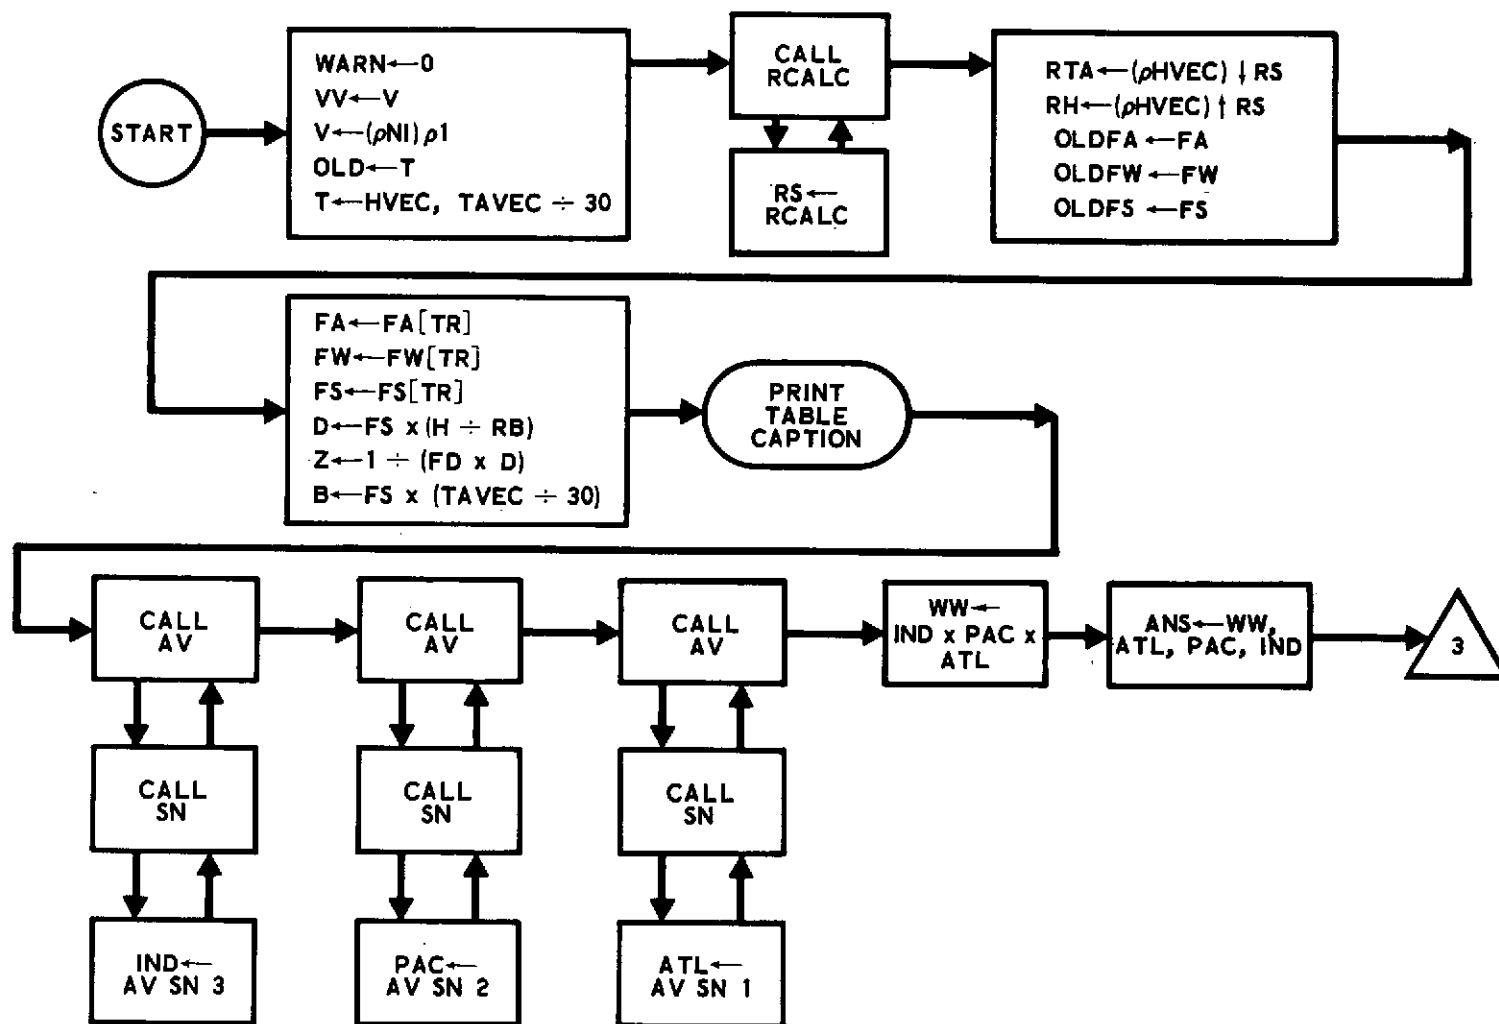 START
WARN←0
VV←V
V←(ρNI)ρ1
OLD←T
T←HVEC, TAVEC ÷ 30
CALL
RCALC
RS←
RCALC
RTA←(ρHVEC)↓RS
RH←(ρHVEC)↑RS
OLDFA←FA
OLDFW←FW
OLDFS←FS
FA←FA[TR]
FW←FW[TR]
FS←FS[TR]
D←FS x (H ÷ RB)
Z←1 ÷ (FD x D)
B←FS x (TAVEC ÷ 30)
PRINT
TABLE
CAPTION
CALL
AV
CALL
SN
IND←
AV SN 3
CALL
AV
CALL
SN
PAC←
AV SN 2
CALL
AV
CALL
SN
ATL←
AV SN 1
WW←
IND x PAC x
ATL
ANS←WW,
ATL, PAC, IND
3